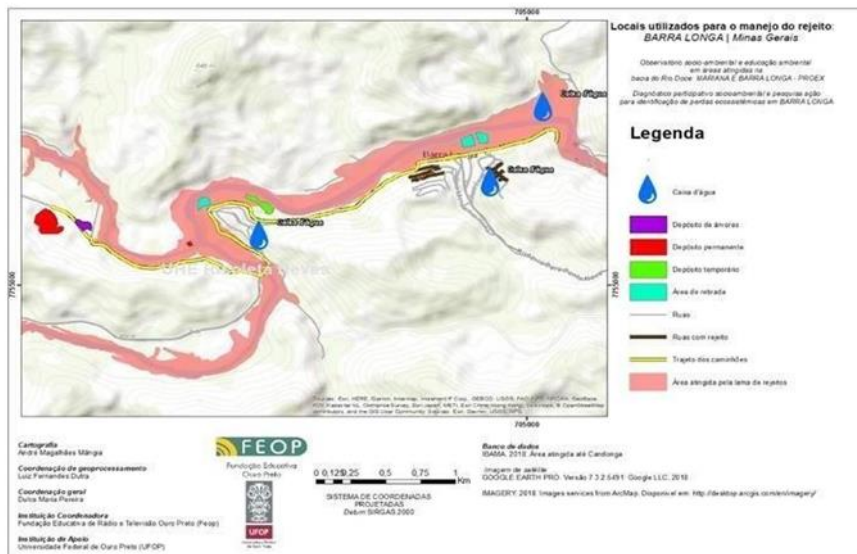 705000
Locais utilizados para o manejo do rejeito:
BARRA LONGA | Minas Gerais
Observatório socio-ambiental e educação ambiental
em áreas atingidas na
bacia do Rio Doce MARIANA E BARRA LONGA - PROEX
Diagnóstico participativo socioambiental e pesquisa ação
para identificação de perdas ecossistêmicas em BARRA LONGA
Legenda
Caixa d'água
Depósito de árvores
Depósito permanente
Depósito temporário
Área de retirada
Ruas
Ruas com rejeito
Trajeto dos caminhões
Área atingida pela lama de rejeitos
Caixa d'água
Barra
Caixa d'água
Caixa d'água
UHE Risoleta Neves
7755000
7755000
705000
Cartografia
André Magalhães Mângia
Coordenação de geoprocessamento
Luiz Fernandes Dutra
Coordenação geral
Dulce Maria Pereira
Instituição Coordenadora
Fundação Educativa de Rádio e Televisão Ouro Preto (Feop)
Instituição de Apoio
Universidade Federal de Ouro Preto (UFOP)
FEOP
Fundação Educativa
Ouro Preto
UFOP
0 0,125 0,25 0,5 0,75 1
Km
SISTEMA DE COORDENADAS
PROJETADAS
Datum SIRGAS 2000
Banco de dados
IBAMA. 2018. Área atingida até Candonga
Imagem de satélite
GOOGLE EARTH PRO. Versão 7.3.2.5491: Google LLC, 2018
IMAGERY. 2018. Images services from ArcMap. Disponível em: http://desktop.arcgis.com/en/imagery/